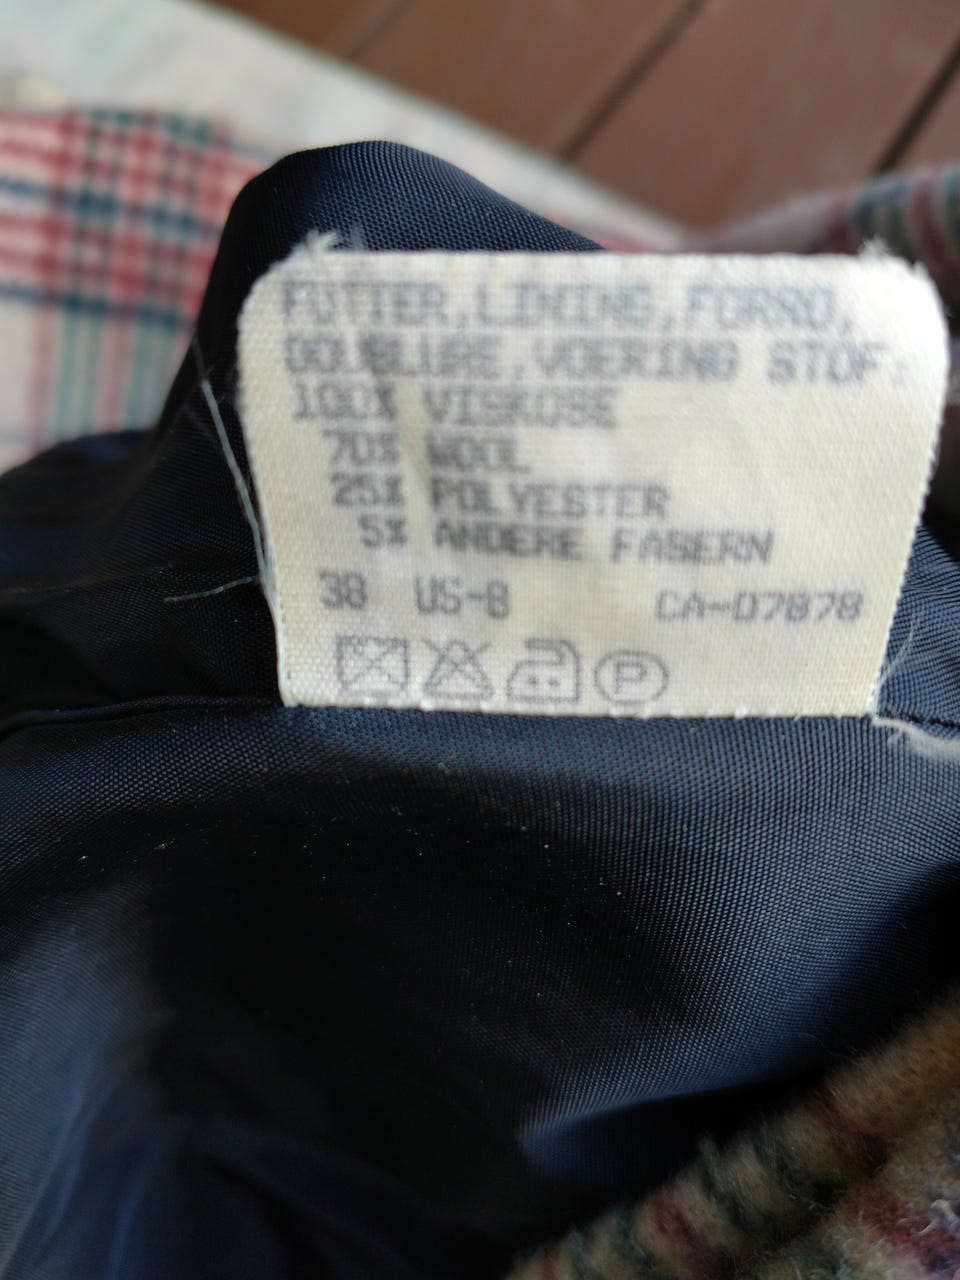 FUTTER,LINING,FORRO,
DOUBLURE,VOERING STOF:
100% VISKOSE
70% WOOL
25% POLYESTER
5% ANDERE FASERN
38 US-8 CA-07878
P